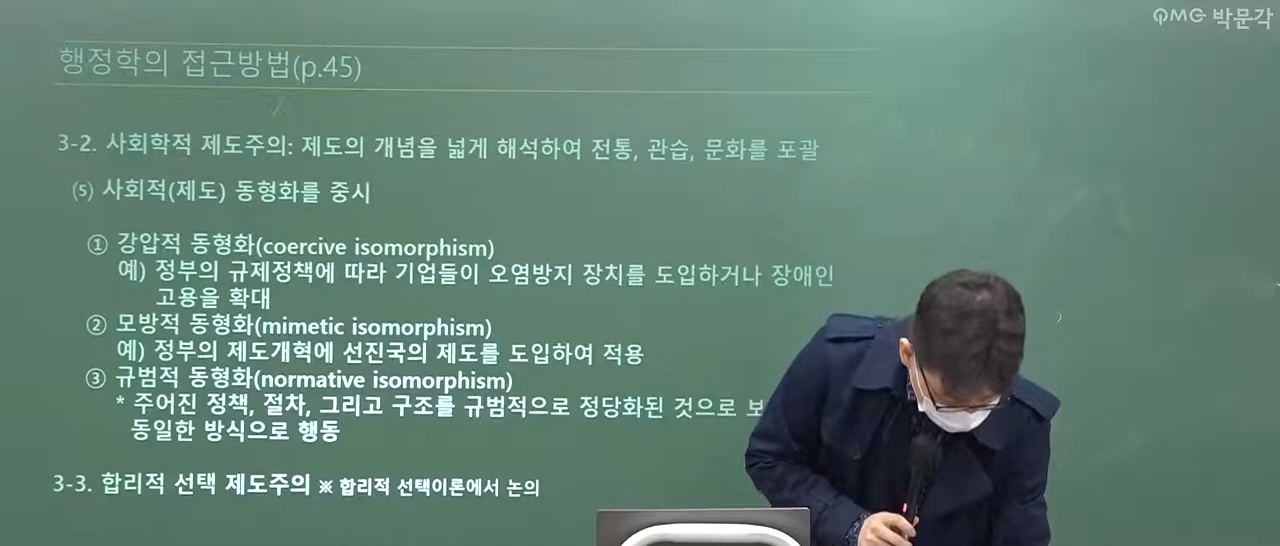 PMG 박문각
행정학의 접근방법(p.45)
3-2. 사회학적 제도주의: 제도의 개념을 넓게 해석하여 전통, 관습, 문화를 포괄
⑸ 사회적(제도) 동형화를 중시
① 강압적 동형화(coercive isomorphism)
예) 정부의 규제정책에 따라 기업들이 오염방지 장치를 도입하거나 장애인
고용을 확대
② 모방적 동형화(mimetic isomorphism)
예) 정부의 제도개혁에 선진국의 제도를 도입하여 적용
③ 규범적 동형화(normative isomorphism)
* 주어진 정책, 절차, 그리고 구조를 규범적으로 정당화된 것으로
동일한 방식으로 행동
3-3. 합리적 선택 제도주의 ※ 합리적 선택이론에서 논의